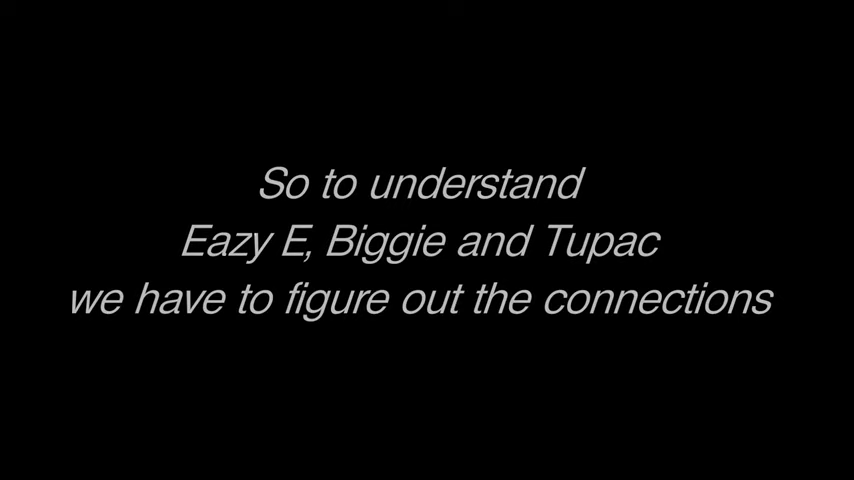 So to understand
Eazy E, Biggie and Tupac
we have to figure out the connections